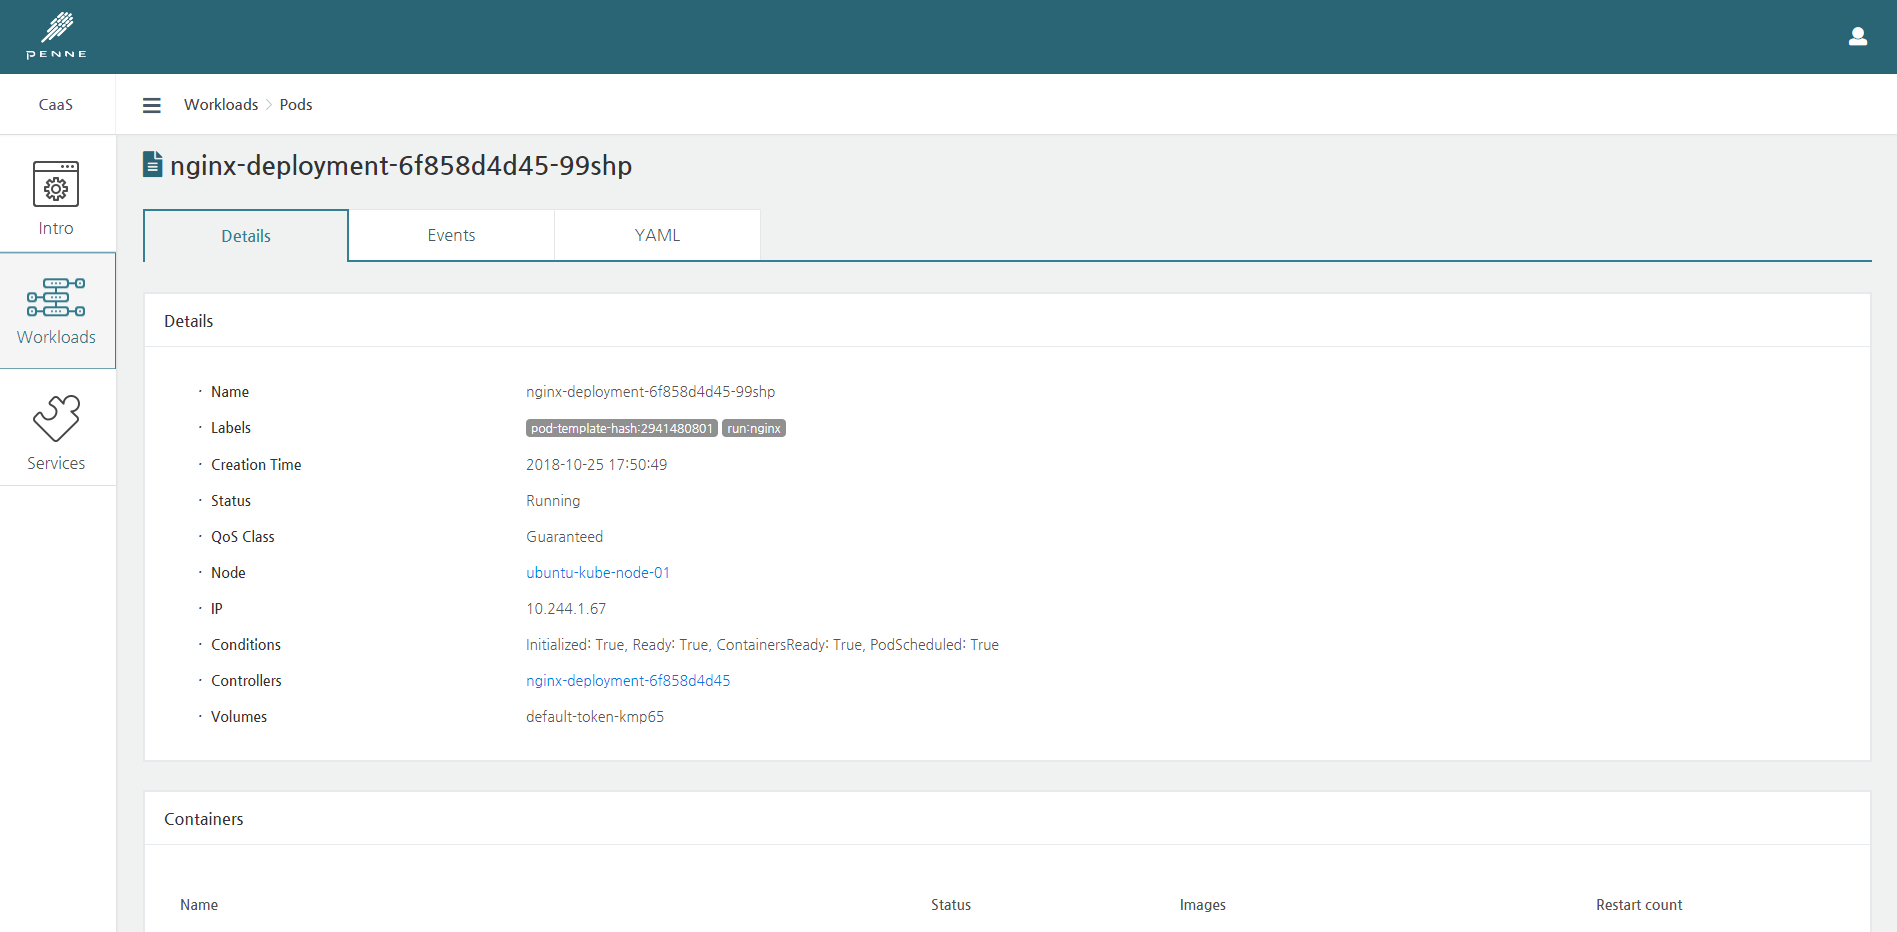 PENNE
CaaS
Workloads > Pods
Intro
Workloads
Services
nginx-deployment-6f858d4d45-99shp
Details Events YAML
Details
· Name nginx-deployment-6f858d4d45-99shp
· Labels pod-template-hash:2941480801 run:nginx
· Creation Time 2018-10-25 17:50:49
· Status Running
· QoS Class Guaranteed
· Node ubuntu-kube-node-01
· IP 10.244.1.67
· Conditions Initialized: True, Ready: True, ContainersReady: True, PodScheduled: True
· Controllers nginx-deployment-6f858d4d45
· Volumes default-token-kmp65
Containers
Name Status Images Restart count